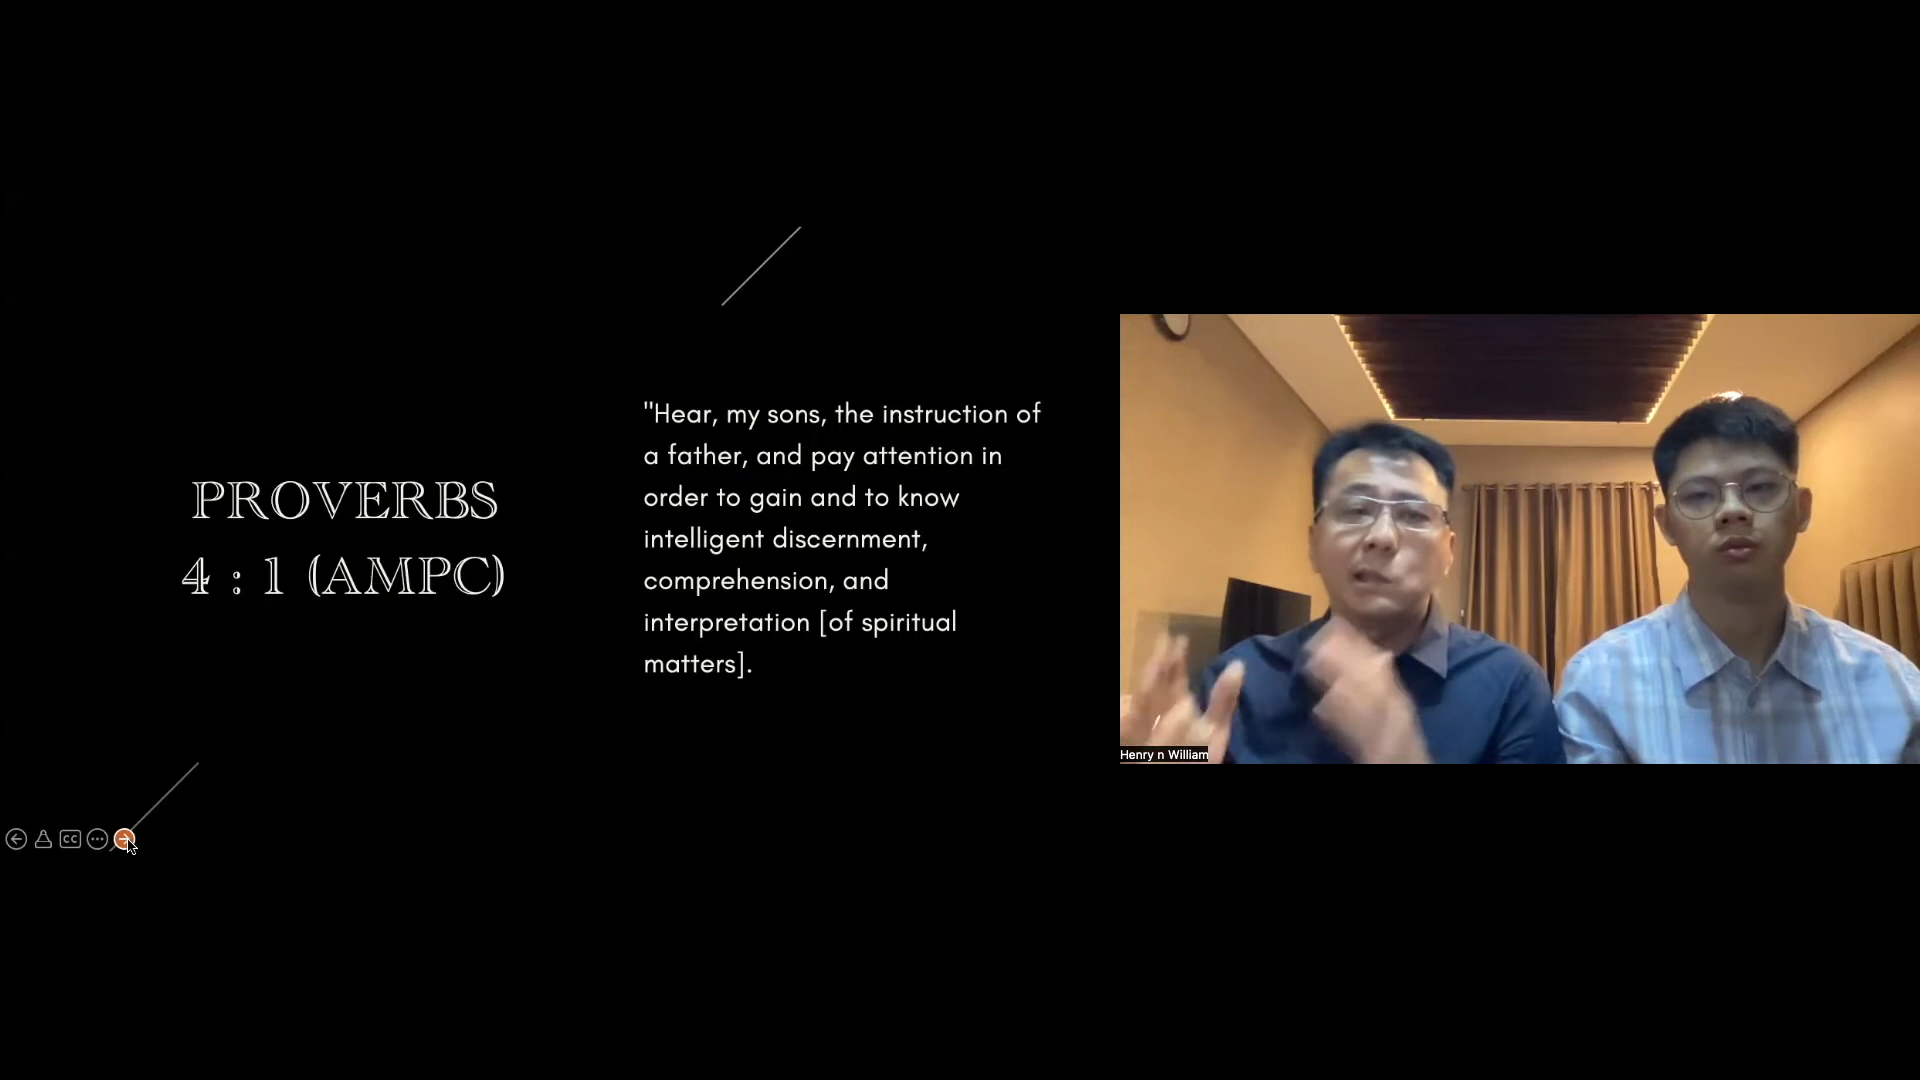 PROVERBS
4 : 1 (AMPC)
"Hear, my sons, the instruction of
a father, and pay attention in
order to gain and to know
intelligent discernment,
comprehension, and
interpretation [of spiritual
matters].
CC
Henry n William